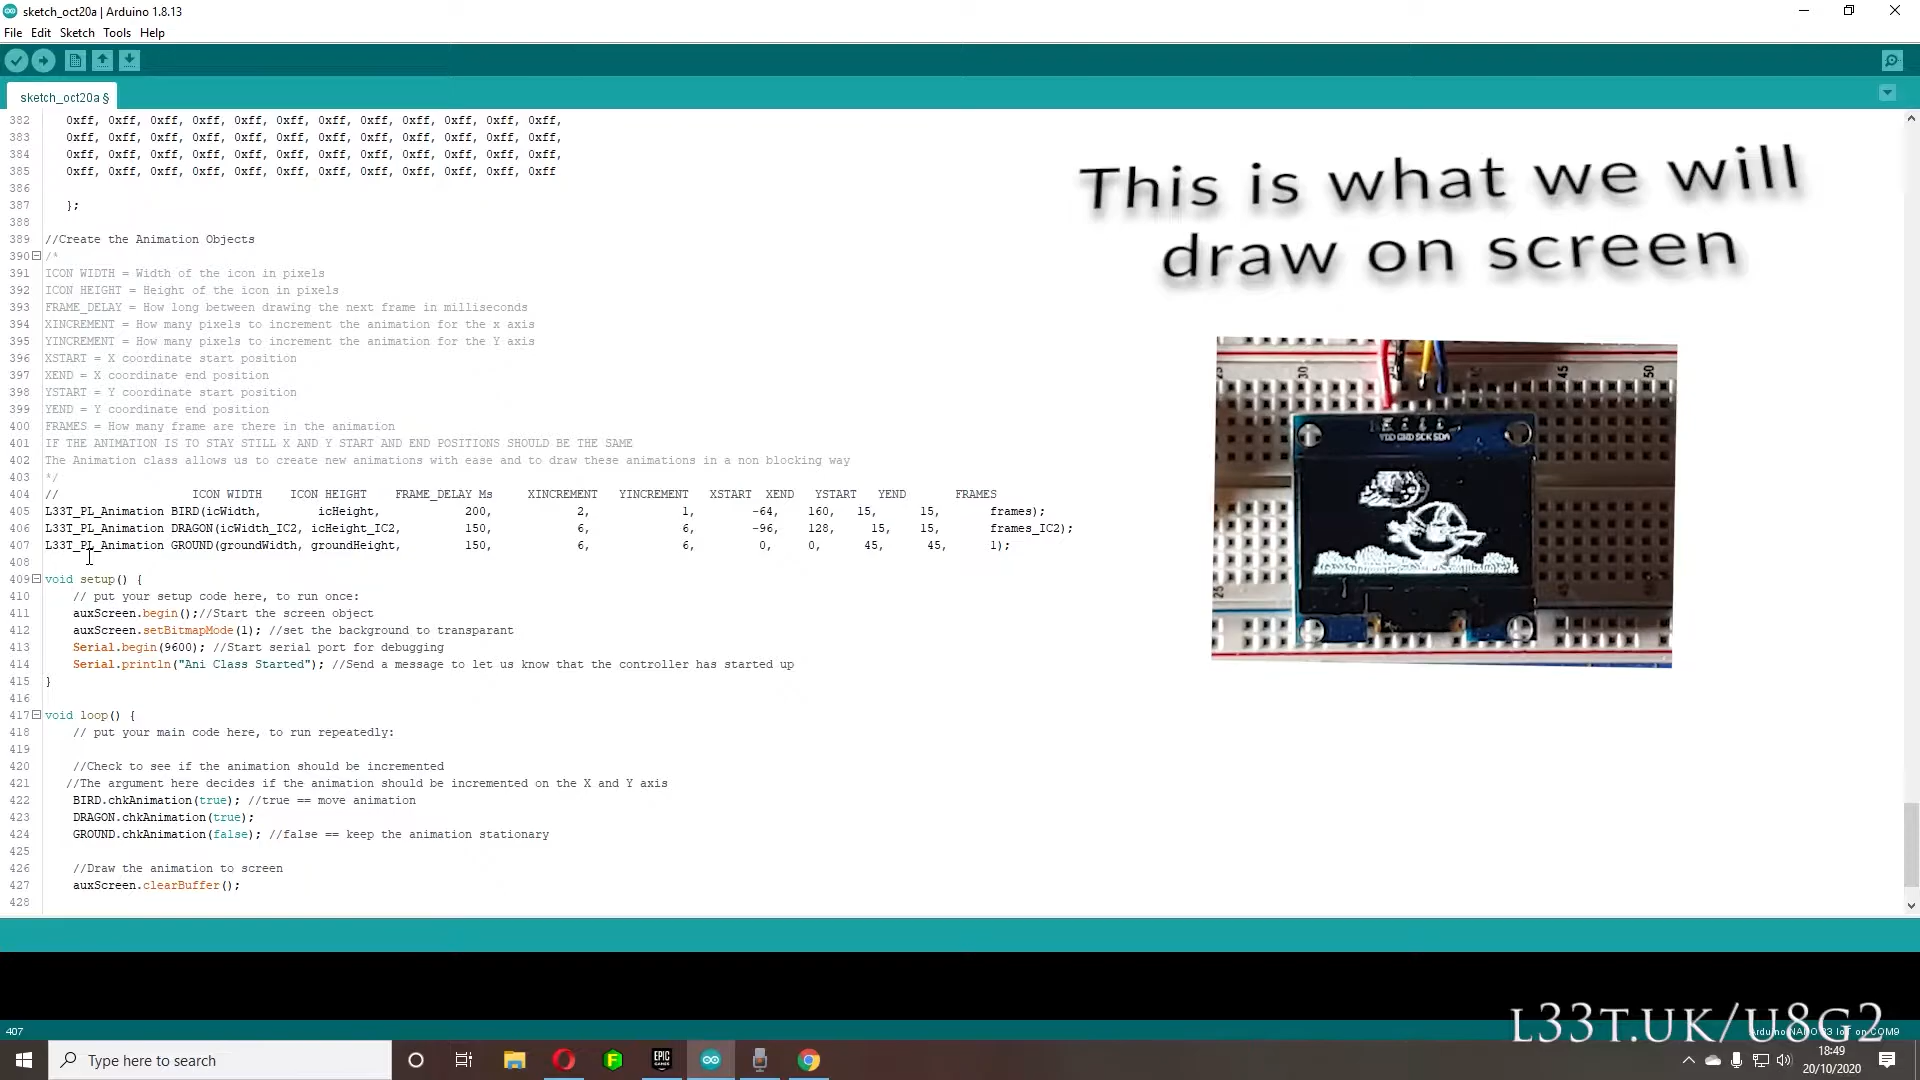 sketch_oct20a | Arduino 1.8.13
File Edit Sketch Tools Help
sketch_oct20a §
382 0xff, 0xff, 0xff, 0xff, 0xff, 0xff, 0xff, 0xff, 0xff, 0xff, 0xff, 0xff,
383 0xff, 0xff, 0xff, 0xff, 0xff, 0xff, 0xff, 0xff, 0xff, 0xff, 0xff, 0xff,
384 0xff, 0xff, 0xff, 0xff, 0xff, 0xff, 0xff, 0xff, 0xff, 0xff, 0xff, 0xff,
385 0xff, 0xff, 0xff, 0xff, 0xff, 0xff, 0xff, 0xff, 0xff, 0xff, 0xff, 0xff
386
387 };
388
389 //Create the Animation Objects
390 /*
391 ICON WIDTH = Width of the icon in pixels
392 ICON HEIGHT = Height of the icon in pixels
393 FRAME_DELAY = How long between drawing the next frame in milliseconds
394 XINCREMENT = How many pixels to increment the animation for the x axis
395 YINCREMENT = How many pixels to increment the animation for the Y axis
396 XSTART = X coordinate start position
397 XEND = X coordinate end position
398 YSTART = Y coordinate start position
399 YEND = Y coordinate end position
400 FRAMES = How many frame are there in the animation
401 IF THE ANIMATION IS TO STAY STILL X AND Y START AND END POSITIONS SHOULD BE THE SAME
402 The Animation class allows us to create new animations with ease and to draw these animations in a non blocking way
403 */
404 // ICON WIDTH ICON HEIGHT FRAME_DELAY Ms XINCREMENT YINCREMENT XSTART XEND YSTART YEND FRAMES
405 L33T_PL_Animation BIRD(icWidth, icHeight, 200, 2, 1, -64, 160, 15, 15, frames);
406 L33T_PL_Animation DRAGON(icWidth_IC2, icHeight_IC2, 150, 6, 6, -96, 128, 15, 15, frames_IC2);
407 L33T_PL_Animation GROUND(groundWidth, groundHeight, 150, 6, 6, 0, 0, 45, 45, 1);
408
409 void setup() {
410 // put your setup code here, to run once:
411 auxScreen.begin();//Start the screen object
412 auxScreen.setBitmapMode(1); //set the background to transparant
413 Serial.begin(9600); //Start serial port for debugging
414 Serial.println("Ani Class Started"); //Send a message to let us know that the controller has started up
415 }
416
417 void loop() {
418 // put your main code here, to run repeatedly:
419
420 //Check to see if the animation should be incremented
421 //The argument here decides if the animation should be incremented on the X and Y axis
422 BIRD.chkAnimation(true); //true == move animation
423 DRAGON.chkAnimation(true);
424 GROUND.chkAnimation(false); //false == keep the animation stationary
425
426 //Draw the animation to screen
427 auxScreen.clearBuffer();
428
This is what we will
draw on screen
30
45
50
VDD GND SCK SDA
25
L33T.UK/U8G2
407
on COM9
Type here to search
EPIC GAMES
18:49
20/10/2020